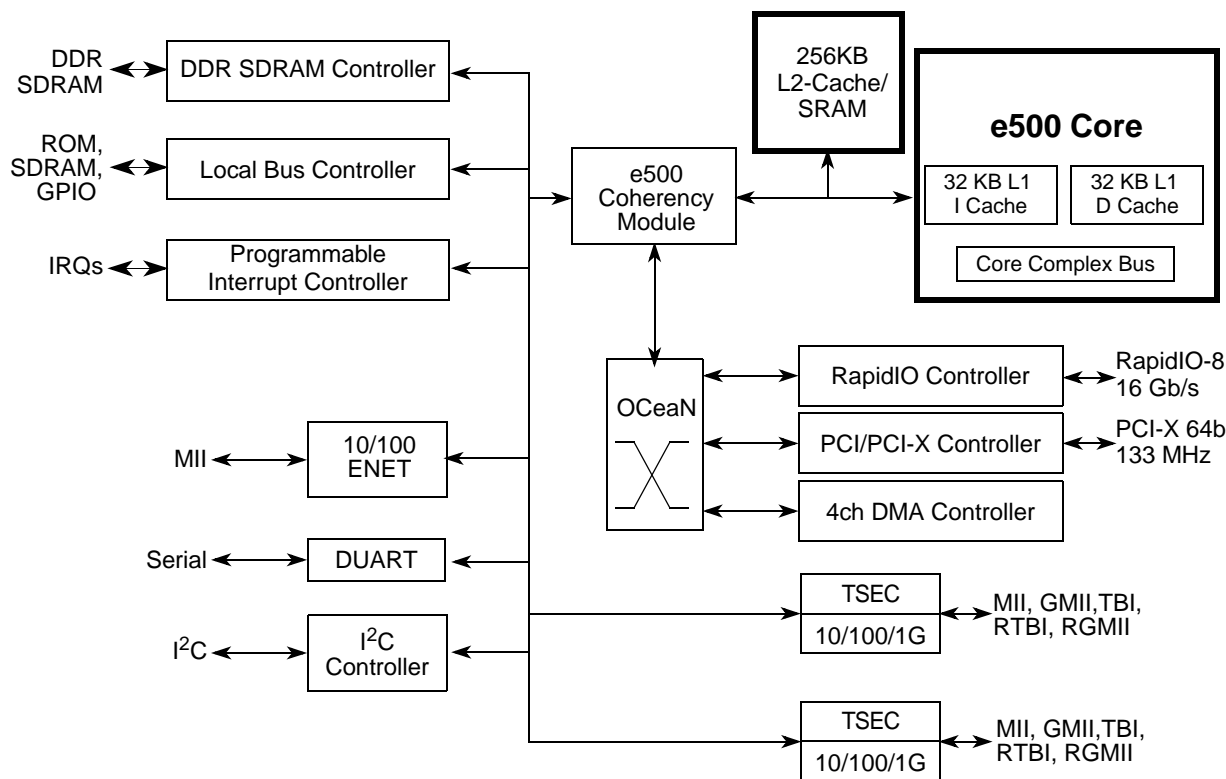 DDR
SDRAM
DDR SDRAM Controller
ROM,
SDRAM,
GPIO
Local Bus Controller
IRQs
Programmable
Interrupt Controller
MII
10/100
ENET
Serial
DUART
I²C
I²C
Controller
e500
Coherency
Module
256KB
L2-Cache/
SRAM
e500 Core
32 KB L1
I Cache
32 KB L1
D Cache
Core Complex Bus
OCeaN
RapidIO Controller
RapidIO-8
16 Gb/s
PCI/PCI-X Controller
PCI-X 64b
133 MHz
4ch DMA Controller
TSEC
10/100/1G
MII, GMII,TBI,
RTBI, RGMII
TSEC
10/100/1G
MII, GMII,TBI,
RTBI, RGMII